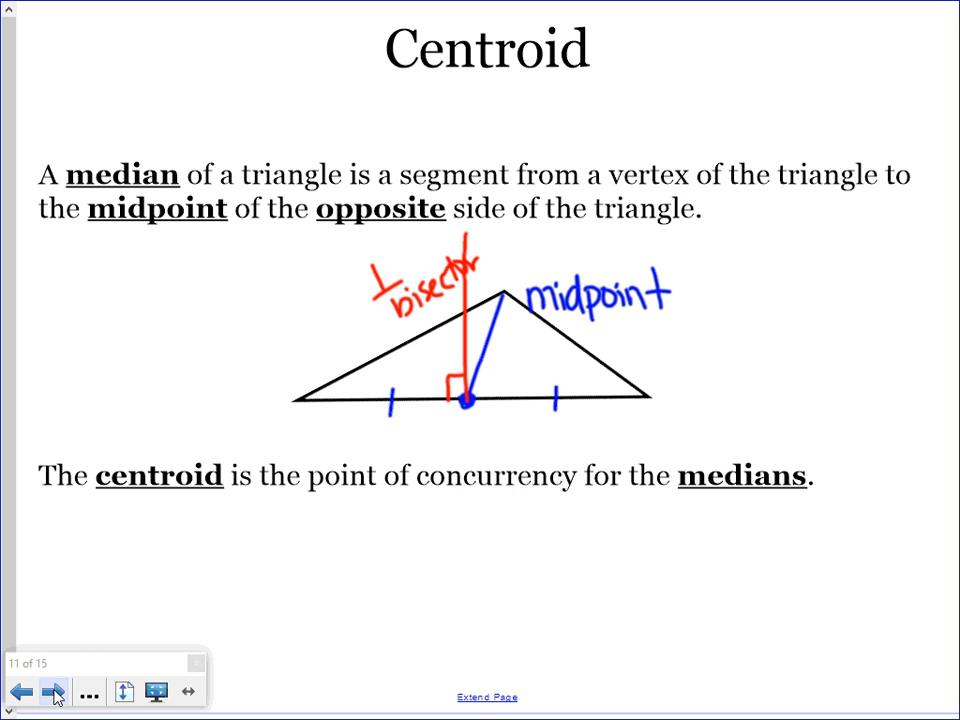 Centroid
A median of a triangle is a segment from a vertex of the triangle to
the midpoint of the opposite side of the triangle.
⊥
bisector
midpoint
The centroid is the point of concurrency for the medians.
11 of 15
Extend Page